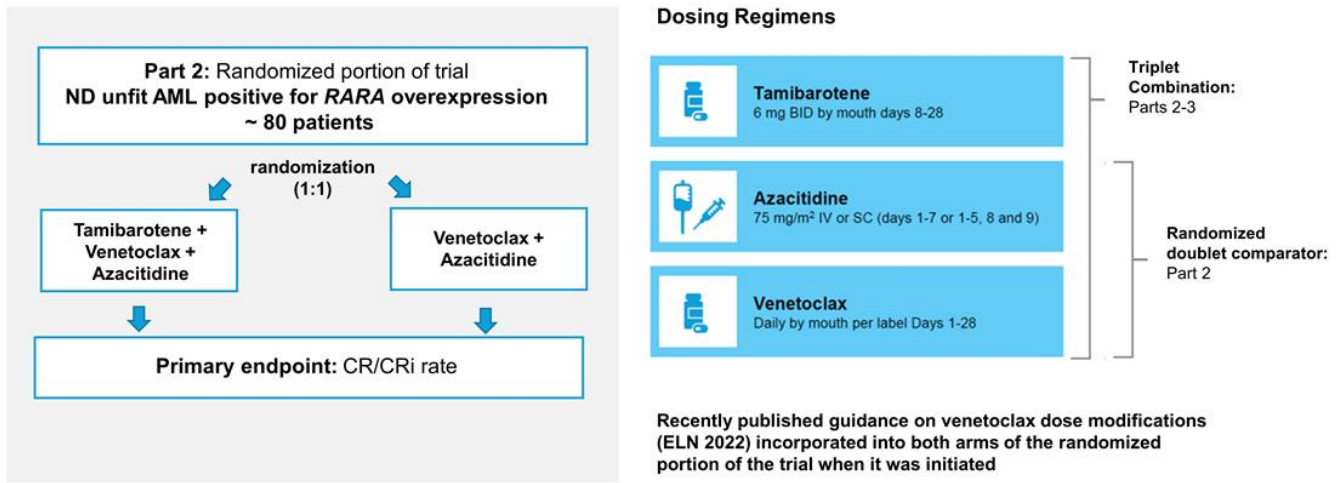 Part 2: Randomized portion of trial
ND unfit AML positive for RARA overexpression
~ 80 patients
randomization
(1:1)
Tamibarotene +
Venetoclax +
Azacitidine
Venetoclax +
Azacitidine
Primary endpoint: CR/CRi rate
Dosing Regimens
Tamibarotene
6 mg BID by mouth days 8-28
Azacitidine
75 mg/m² IV or SC (days 1-7 or 1-5, 8 and 9)
Venetoclax
Daily by mouth per label Days 1-28
Triplet
Combination:
Parts 2-3
Randomized
doublet comparator:
Part 2
Recently published guidance on venetoclax dose modifications
(ELN 2022) incorporated into both arms of the randomized
portion of the trial when it was initiated